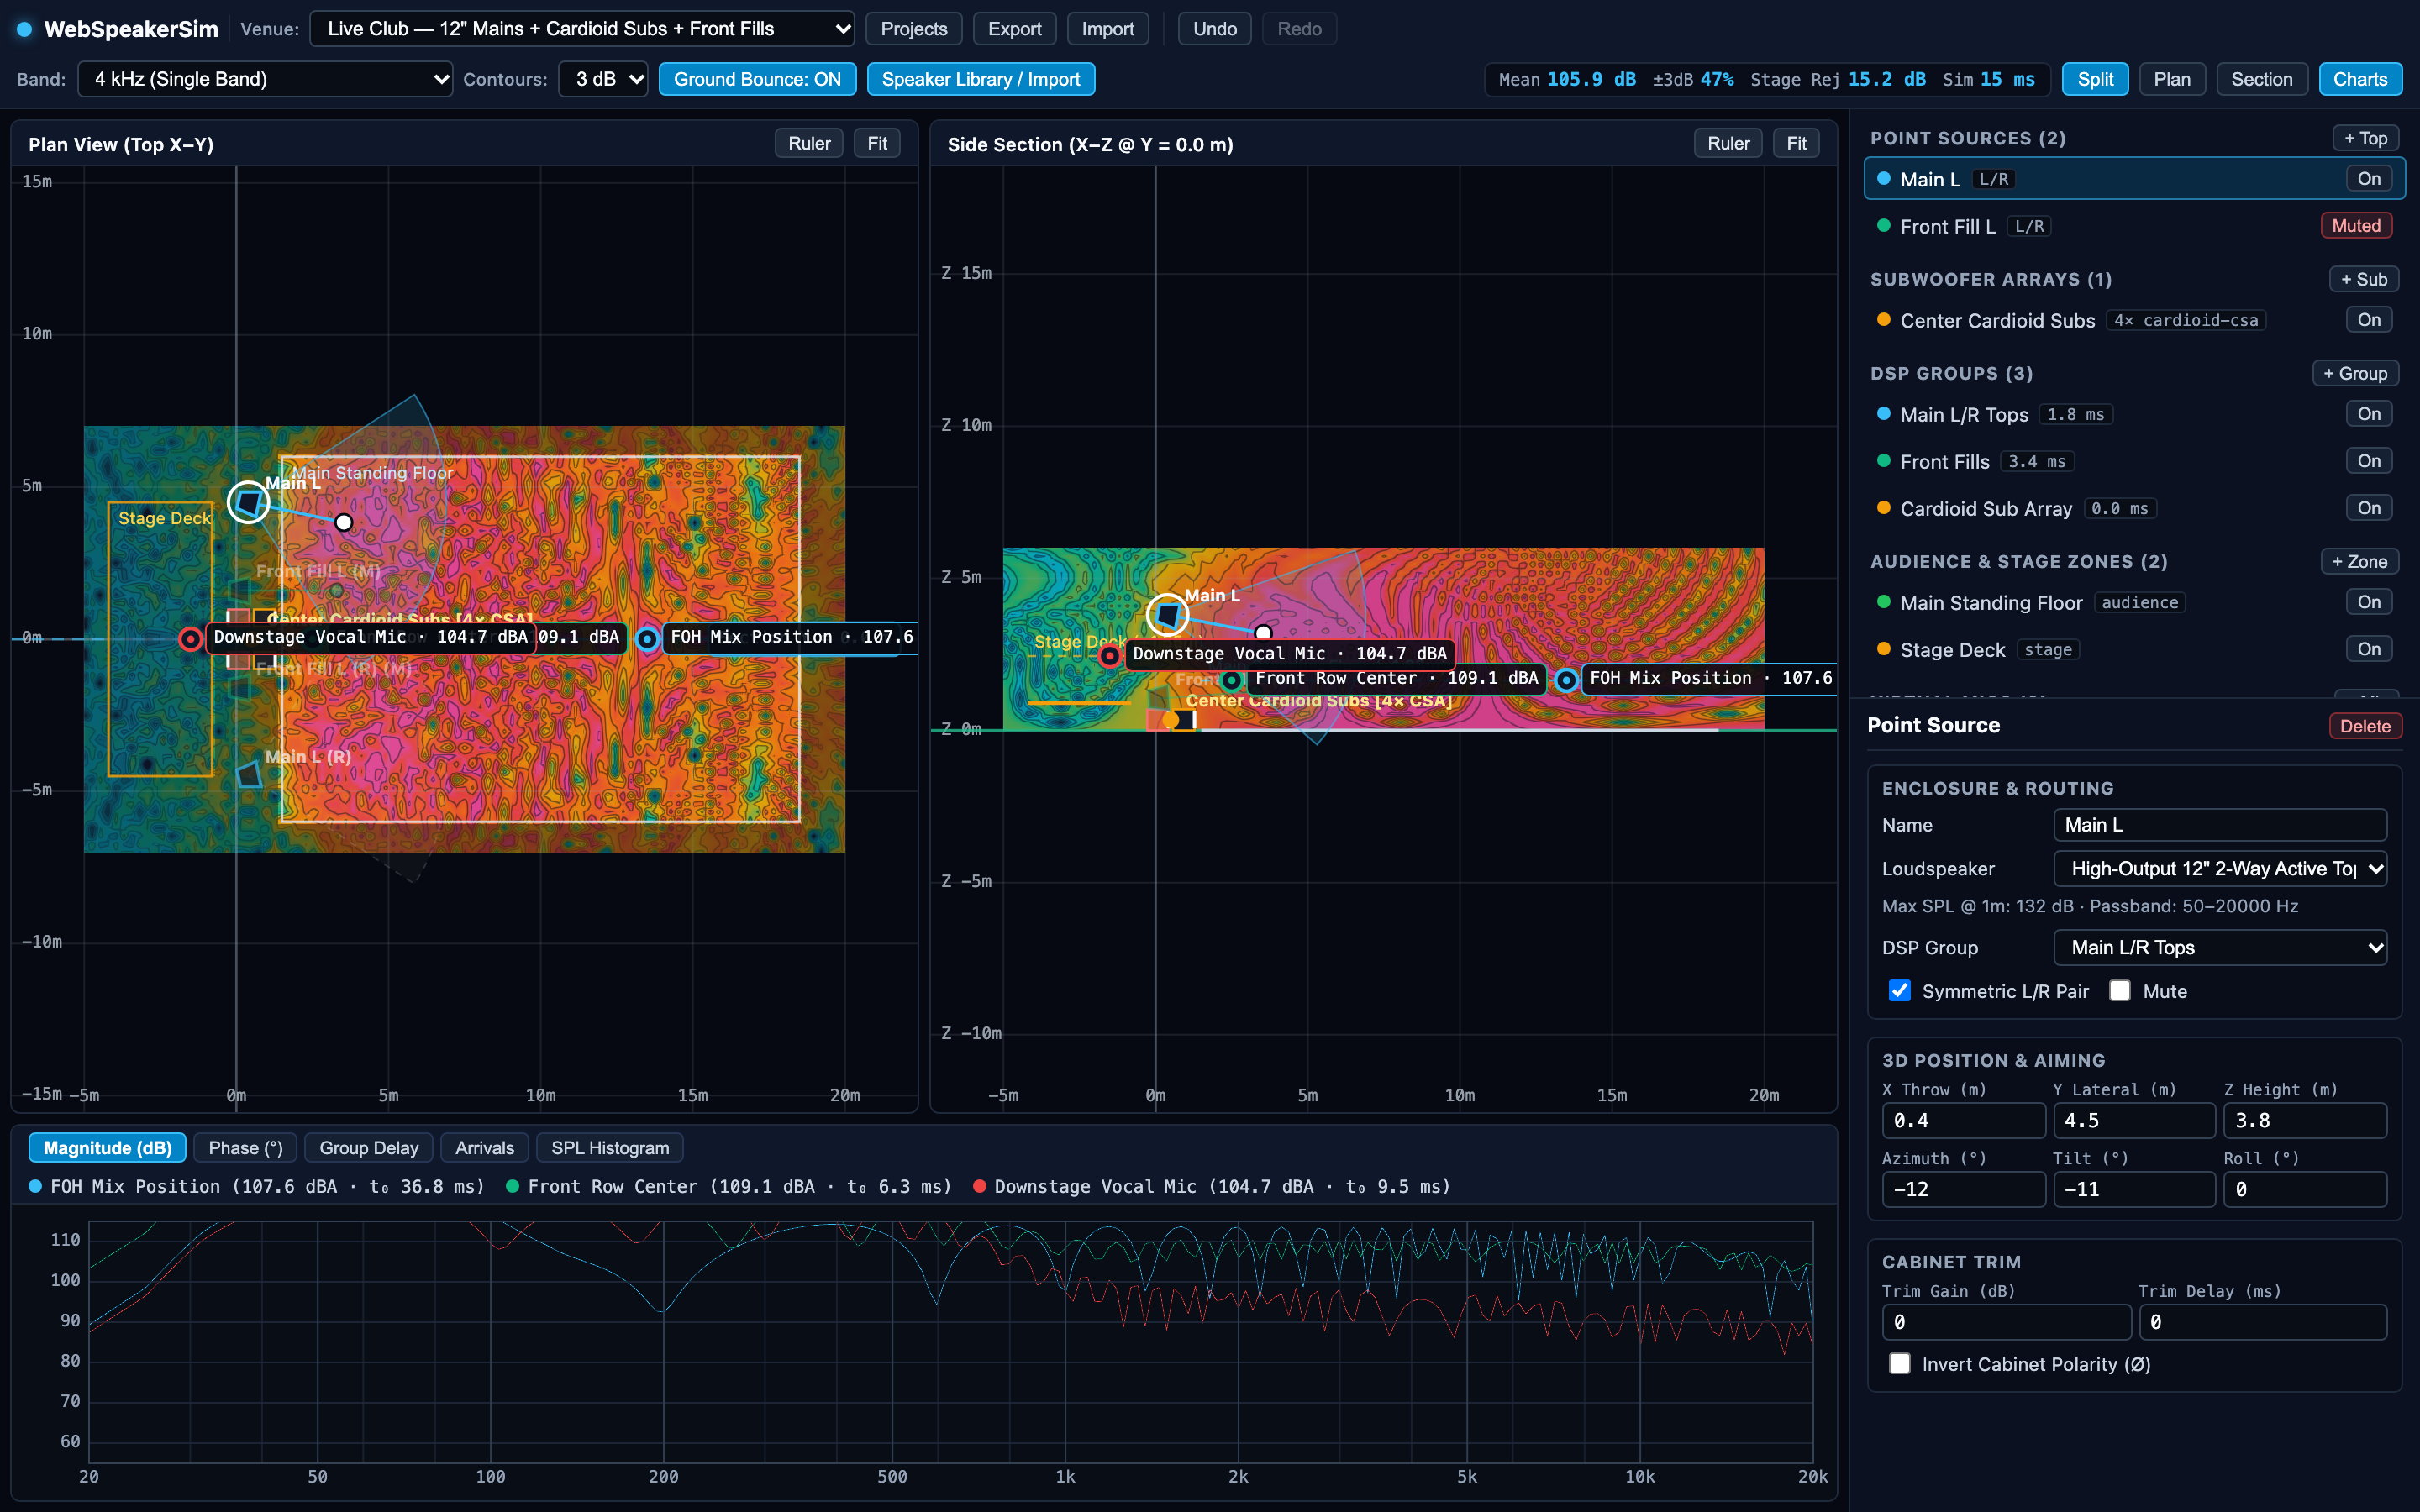 WebSpeakerSim
Venue:
Live Club — 12" Mains + Cardioid Subs + Front Fills
Projects
Export
Import
Undo
Redo
Band:
4 kHz (Single Band)
Contours:
3 dB
Ground Bounce: ON
Speaker Library / Import
Mean 105.9 dB ±3dB 47% Stage Rej 15.2 dB Sim 15 ms
Split
Plan
Section
Charts
Plan View (Top X–Y)
Ruler
Fit
15m
10m
5m
0m
−5m
−10m
−15m
−5m
0m
5m
10m
15m
20m
Main Standing Floor
Main L
Stage Deck
Front Fill L (M)
Center Cardioid Subs [4× CSA]
Downstage Vocal Mic · 104.7 dBA
09.1 dBA
FOH Mix Position · 107.6
Front Fill L (R) (M)
Main L (R)
Side Section (X–Z @ Y = 0.0 m)
Ruler
Fit
Z 15m
Z 10m
Z 5m
Z 0m
Z −5m
Z −10m
−5m
0m
5m
10m
15m
20m
Main L
Stage Deck
Downstage Vocal Mic · 104.7 dBA
Front
Front Row Center · 109.1 dBA
FOH Mix Position · 107.6
Center Cardioid Subs [4× CSA]
Magnitude (dB)
Phase (°)
Group Delay
Arrivals
SPL Histogram
FOH Mix Position (107.6 dBA · t₀ 36.8 ms)
Front Row Center (109.1 dBA · t₀ 6.3 ms)
Downstage Vocal Mic (104.7 dBA · t₀ 9.5 ms)
110
100
90
80
70
60
20
50
100
200
500
1k
2k
5k
10k
20k
POINT SOURCES (2)
+ Top
Main L L/R
On
Front Fill L L/R
Muted
SUBWOOFER ARRAYS (1)
+ Sub
Center Cardioid Subs 4× cardioid-csa
On
DSP GROUPS (3)
+ Group
Main L/R Tops 1.8 ms
On
Front Fills 3.4 ms
On
Cardioid Sub Array 0.0 ms
On
AUDIENCE & STAGE ZONES (2)
+ Zone
Main Standing Floor audience
On
Stage Deck stage
On
Point Source
Delete
ENCLOSURE & ROUTING
Name
Main L
Loudspeaker
High-Output 12" 2-Way Active To
Max SPL @ 1m: 132 dB · Passband: 50–20000 Hz
DSP Group
Main L/R Tops
Symmetric L/R Pair
Mute
3D POSITION & AIMING
X Throw (m)
Y Lateral (m)
Z Height (m)
0.4
4.5
3.8
Azimuth (°)
Tilt (°)
Roll (°)
−12
−11
0
CABINET TRIM
Trim Gain (dB)
Trim Delay (ms)
0
0
Invert Cabinet Polarity (Ø)